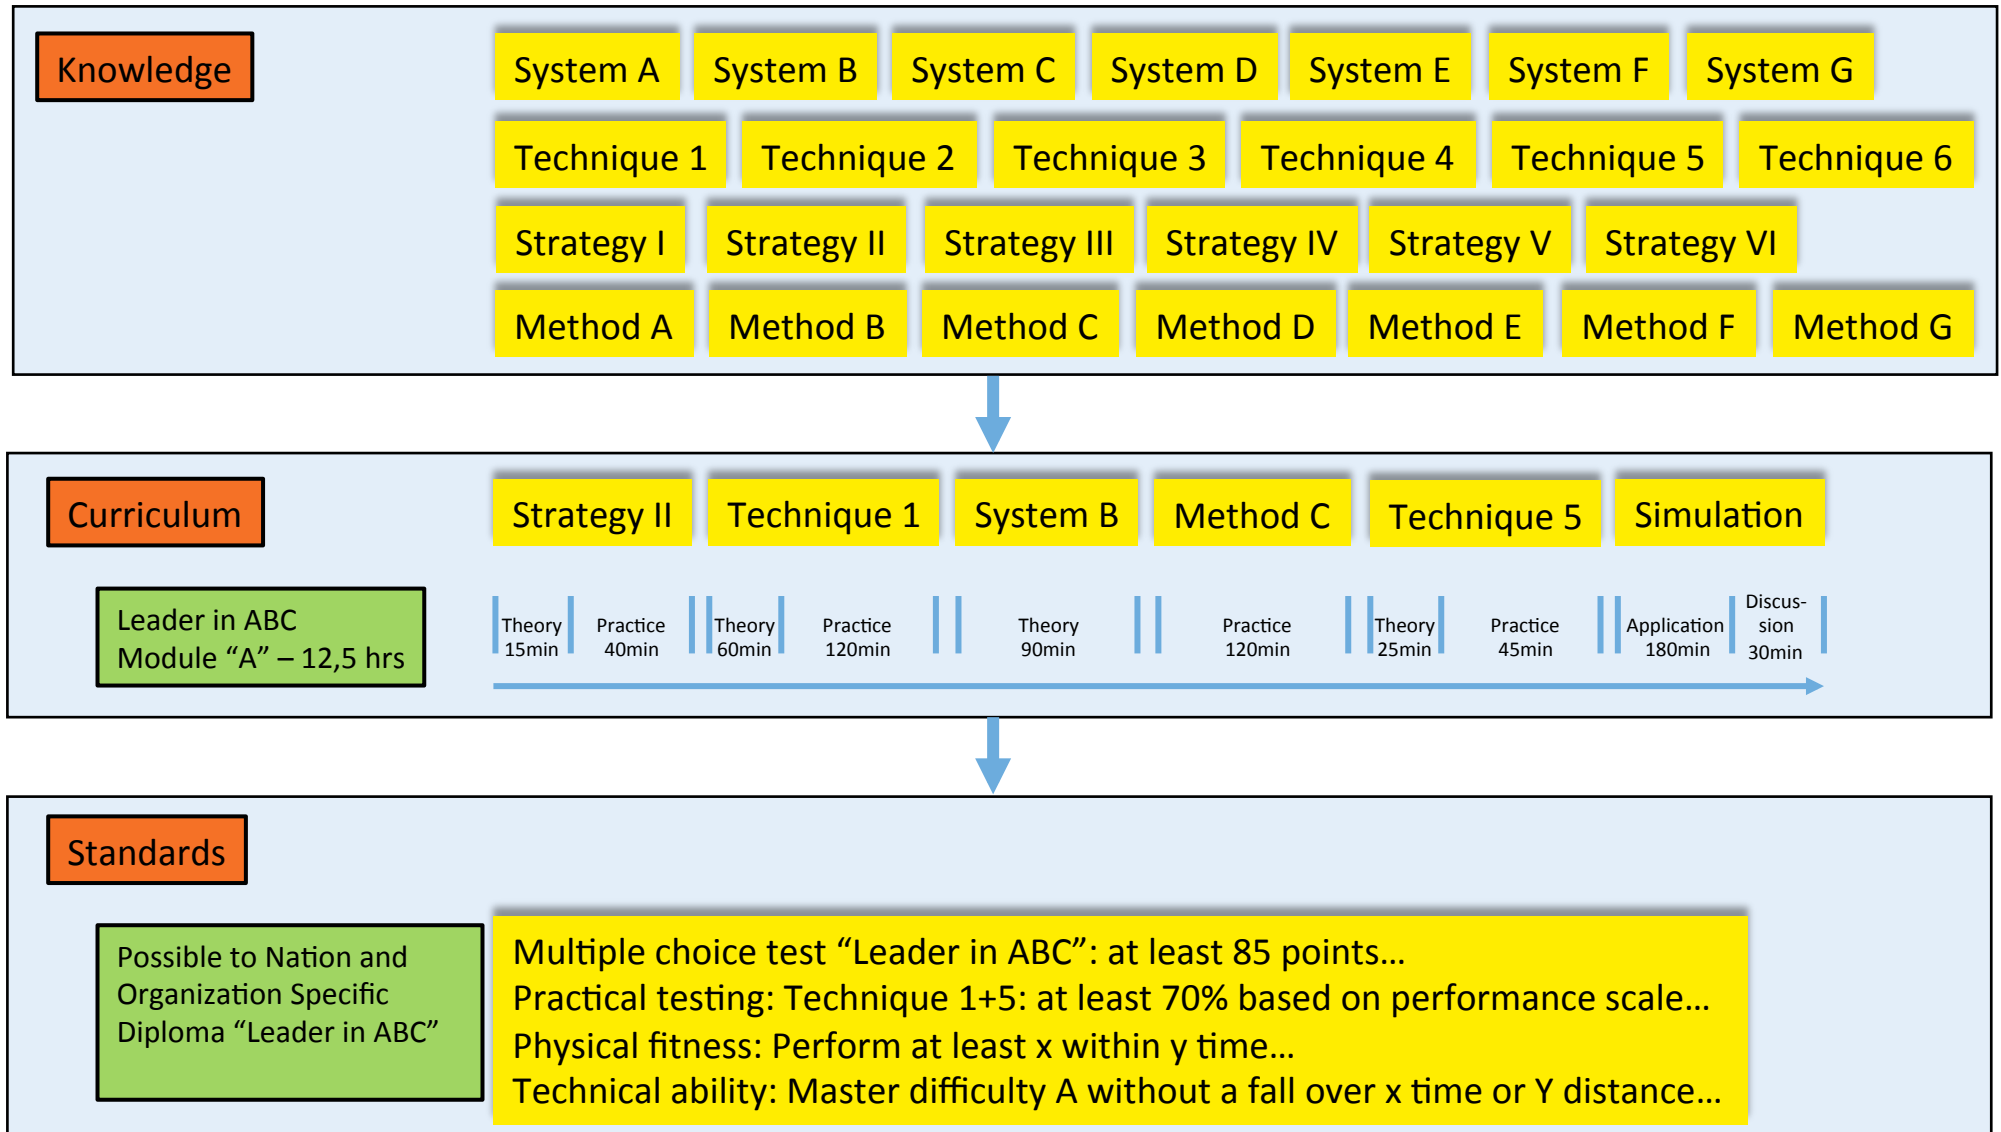 Knowledge
System A System B System C System D System E System F System G
Technique 1 Technique 2 Technique 3 Technique 4 Technique 5 Technique 6
Strategy I Strategy II Strategy III Strategy IV Strategy V Strategy VI
Method A Method B Method C Method D Method E Method F Method G
Curriculum
Strategy II Technique 1 System B Method C Technique 5 Simulation
Leader in ABC
Module “A” – 12,5 hrs
Theory
15min
Practice
40min
Theory
60min
Practice
120min
Theory
90min
Practice
120min
Theory
25min
Practice
45min
Application
180min
Discus-
sion
30min
Standards
Possible to Nation and
Organization Specific
Diploma “Leader in ABC”
Multiple choice test “Leader in ABC”: at least 85 points…
Practical testing: Technique 1+5: at least 70% based on performance scale…
Physical fitness: Perform at least x within y time…
Technical ability: Master difficulty A without a fall over x time or Y distance…